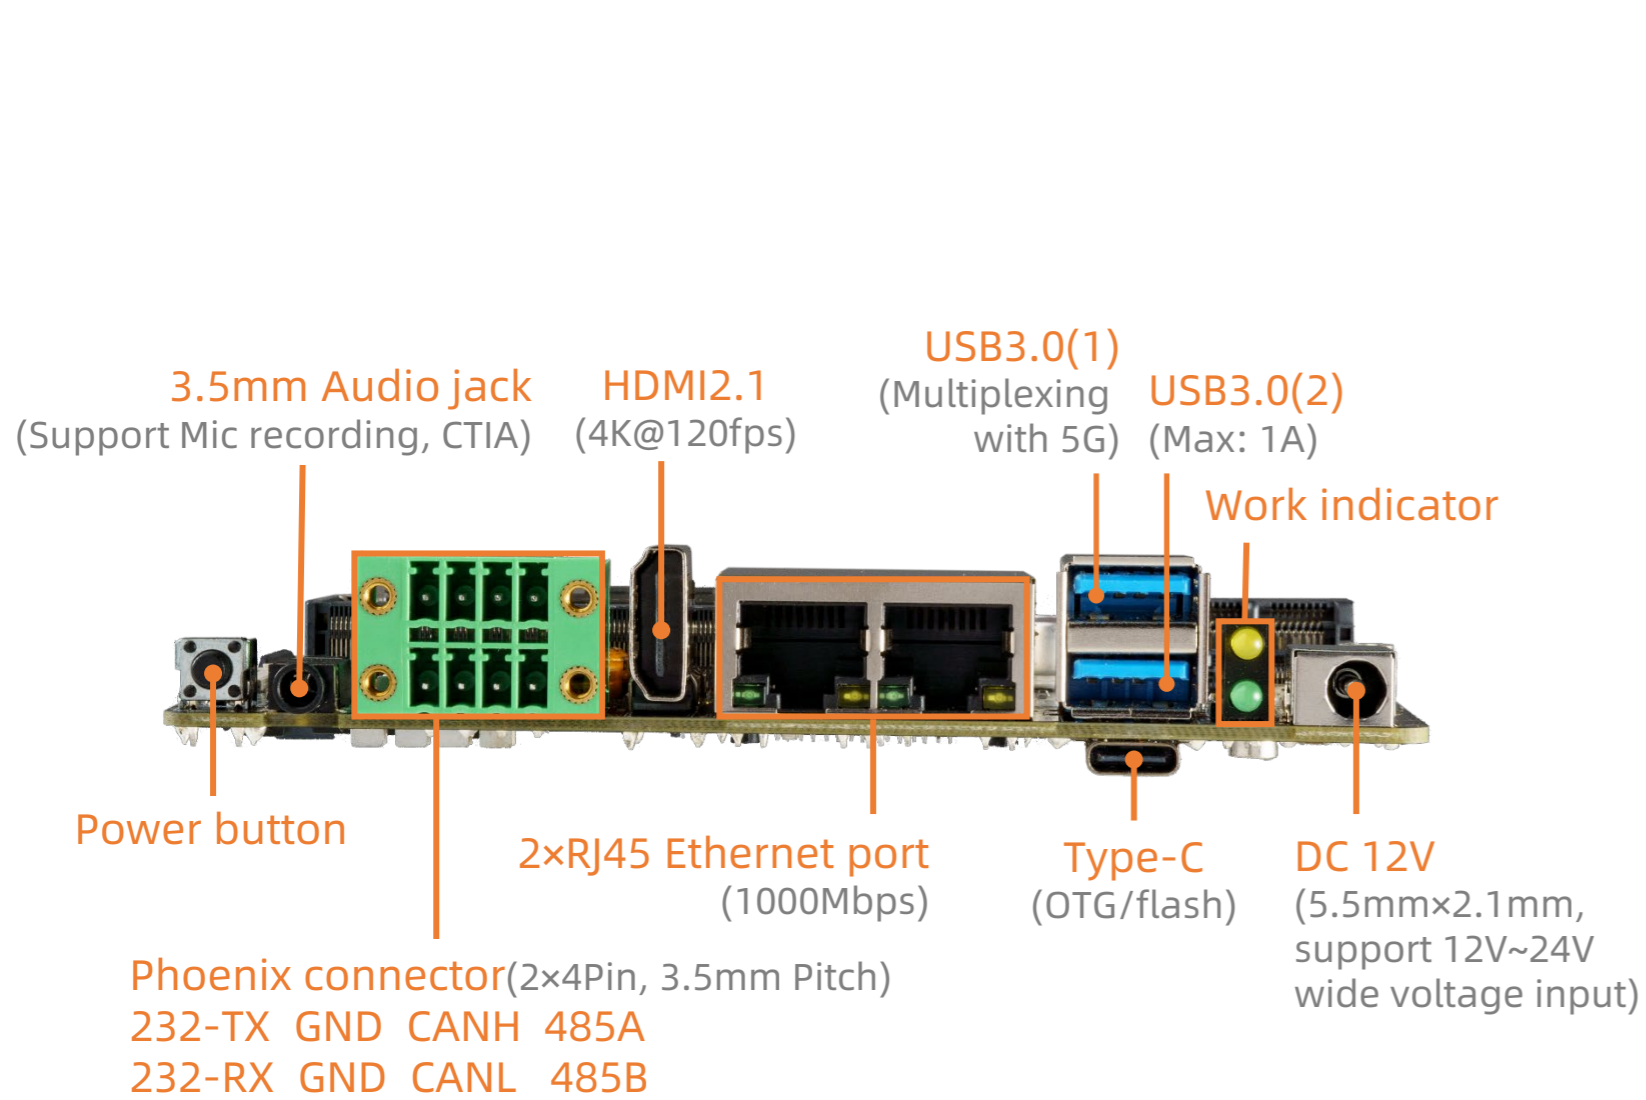 USB3.0(1)
(Multiplexing
with 5G)
3.5mm Audio jack
(Support Mic recording, CTIA)
HDMI2.1
(4K@120fps)
USB3.0(2)
(Max: 1A)
Work indicator
Power button
2×RJ45 Ethernet port
(1000Mbps)
Type-C
(OTG/flash)
DC 12V
(5.5mm×2.1mm,
support 12V~24V
wide voltage input)
Phoenix connector(2×4Pin, 3.5mm Pitch)
232-TX GND CANH 485A
232-RX GND CANL 485B